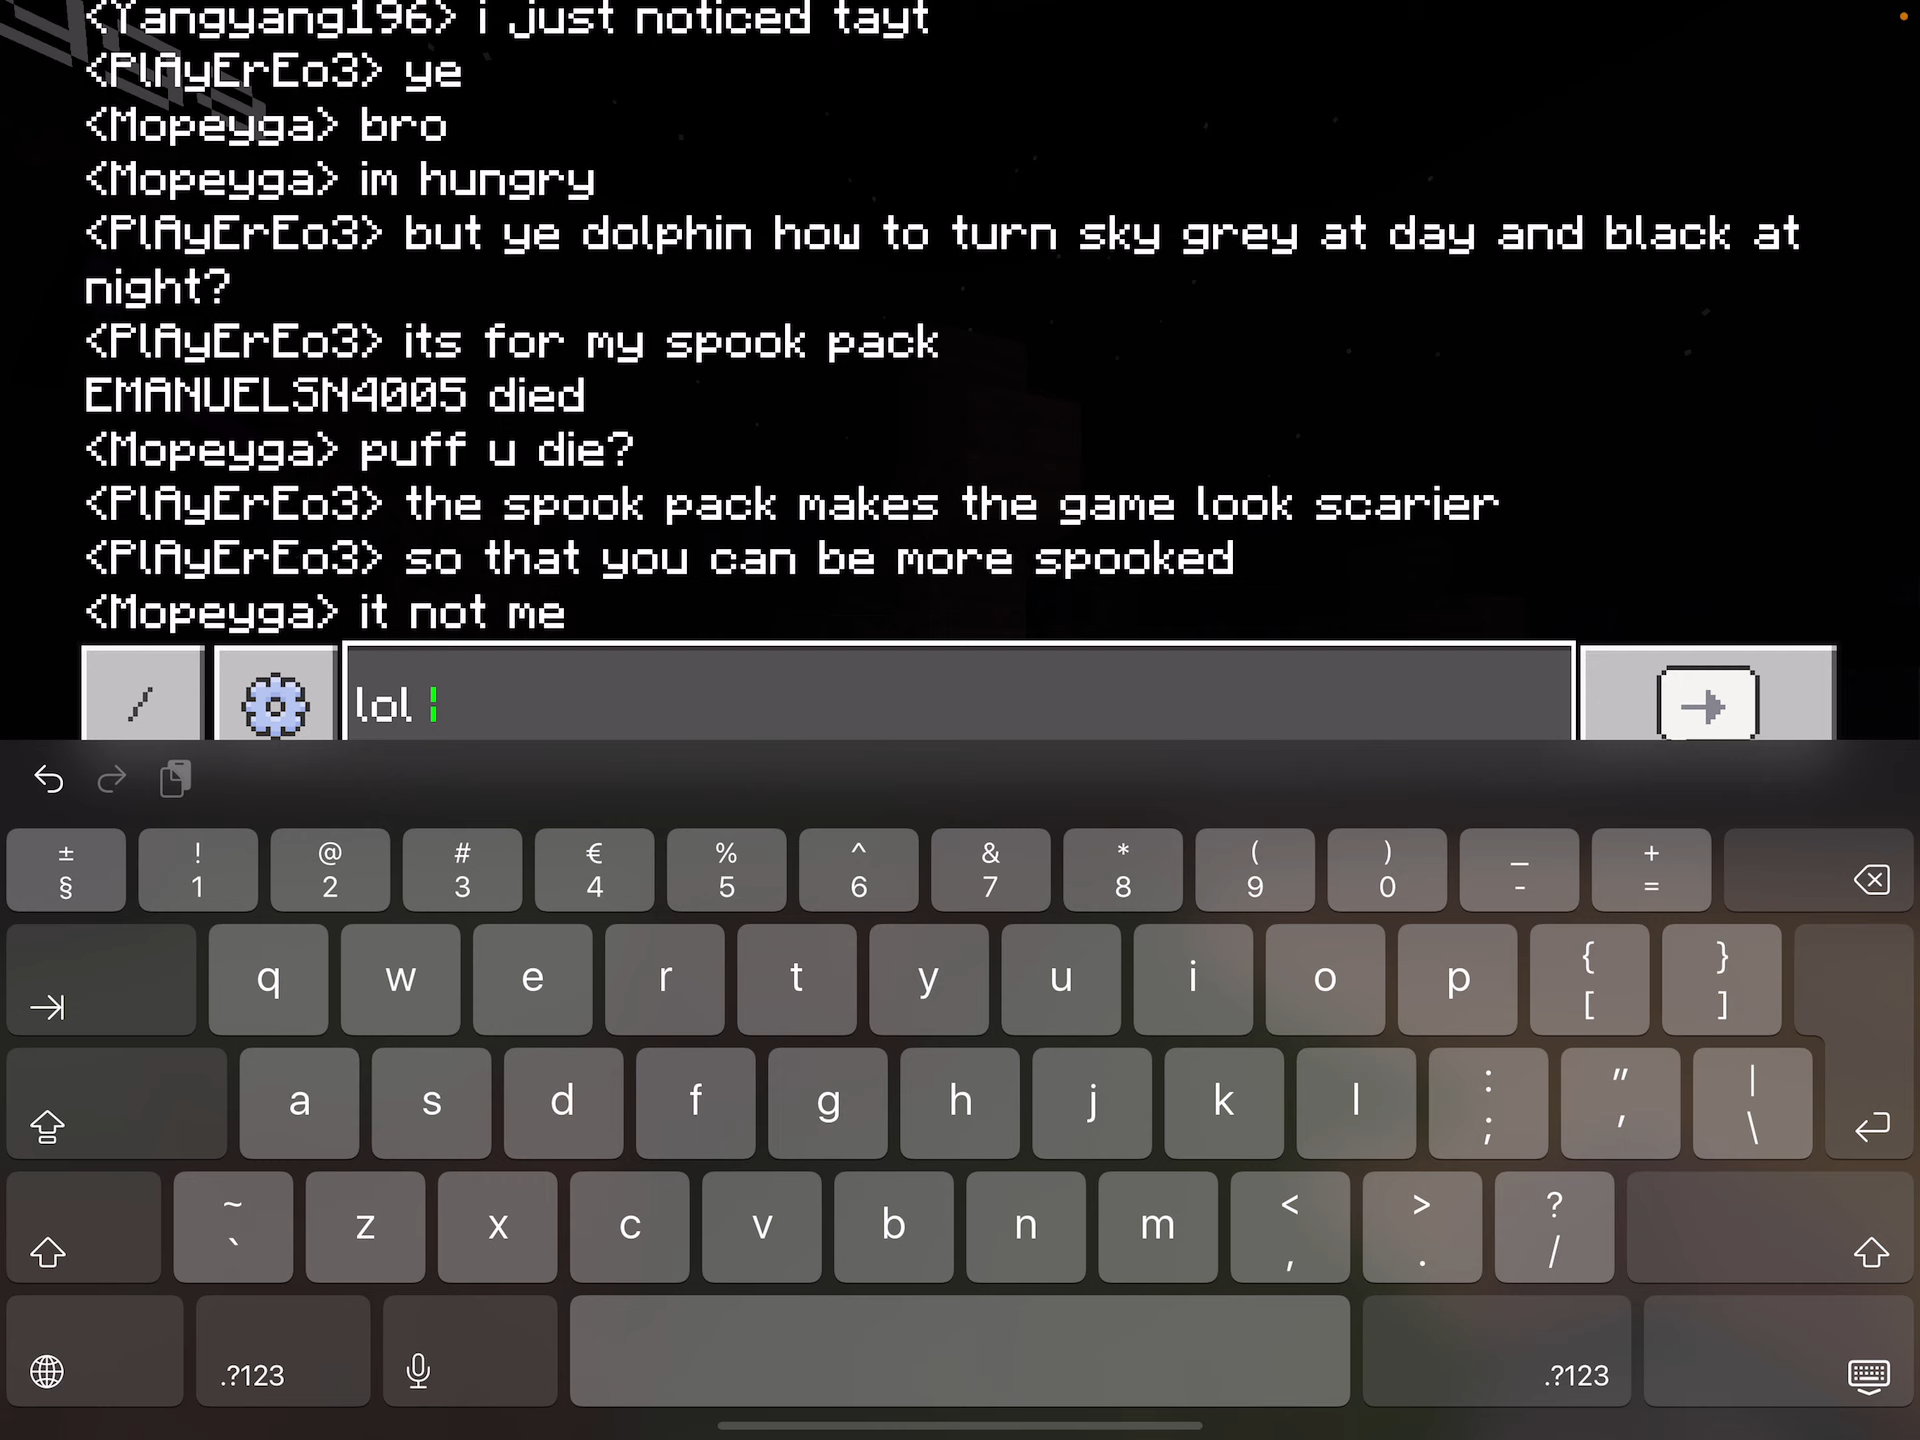 <Yangyang196> i just noticed tayt
<PlAyErEo3> ye
<Mopeyga> bro
<Mopeyga> im hungry
<PlAyErEo3> but ye dolphin how to turn sky grey at day and black at
night?
<PlAyErEo3> its for my spook pack
EMANUELSN4005 died
<Mopeyga> puff u die?
<PlAyErEo3> the spook pack makes the game look scarier
<PlAyErEo3> so that you can be more spooked
<Mopeyga> it not me
/ lol
± ! @ # € % ^ & * ( ) _ +
§ 1 2 3 4 5 6 7 8 9 0 - =
q w e r t y u i o p { }
[ ]
a s d f g h j k l : " |
; ' \
~ z x c v b n m < > ?
` , . /
.?123 .?123